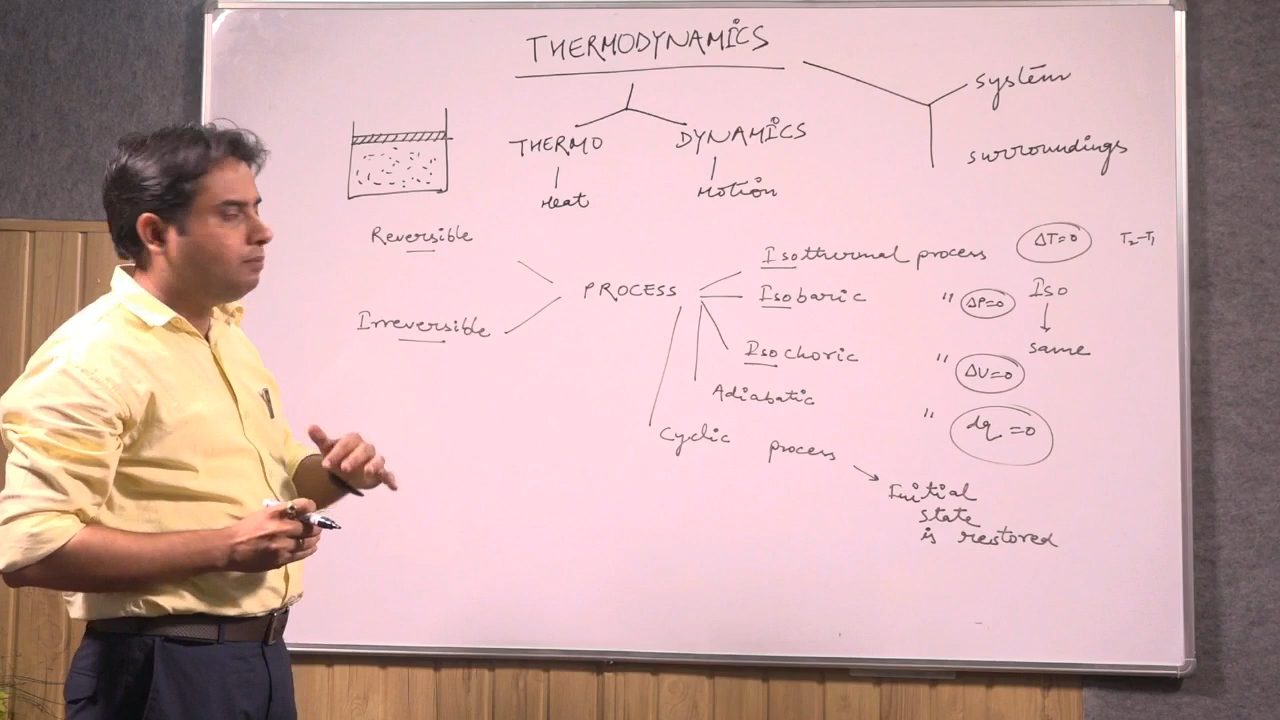 THERMODYNAMICS
system
surroundings
THERMO
DYNAMICS
Heat
Motion
Reversible
Irreversible
PROCESS
Isothermal process ΔT=0 T₂-T₁
Isobaric " ΔP=0
Iso
same
Isochoric " ΔU=0
Adiabatic " dq=0
Cyclic process
Initial
state
is restored